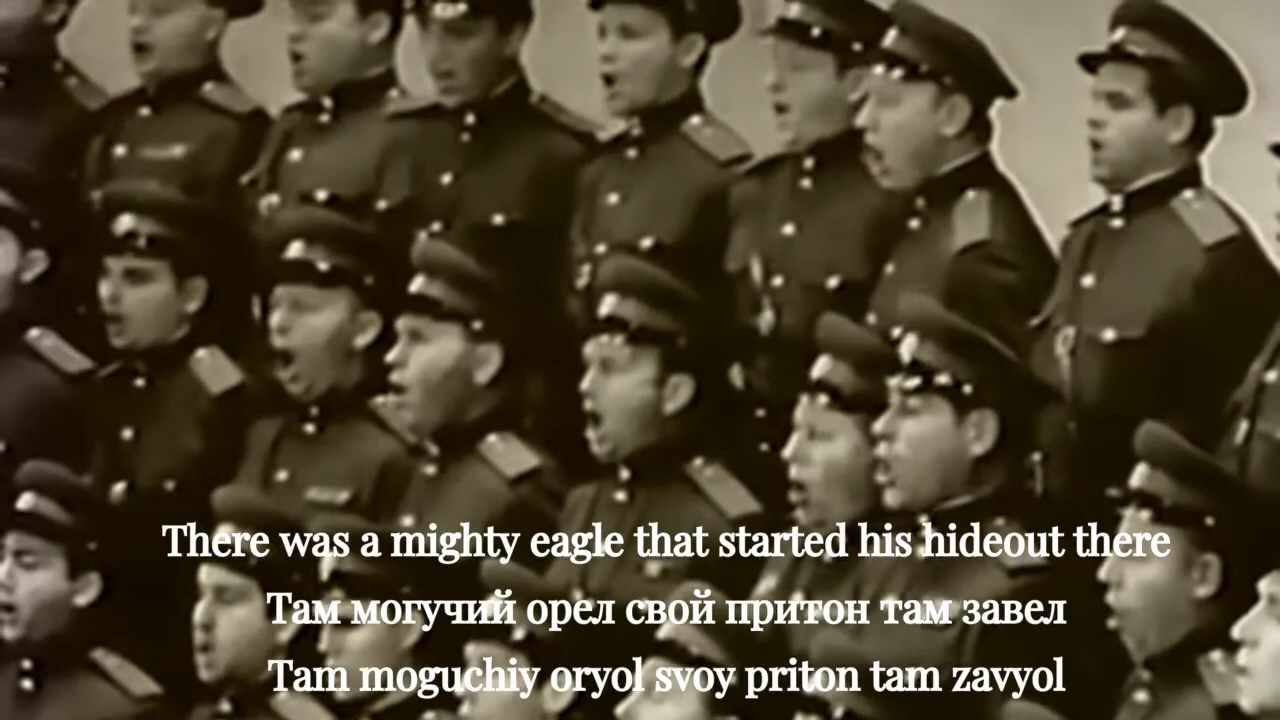 There was a mighty eagle that started his hideout there
Там могучий орел свой притон там завел
Tam moguchiy oryol svoy priton tam zavyol